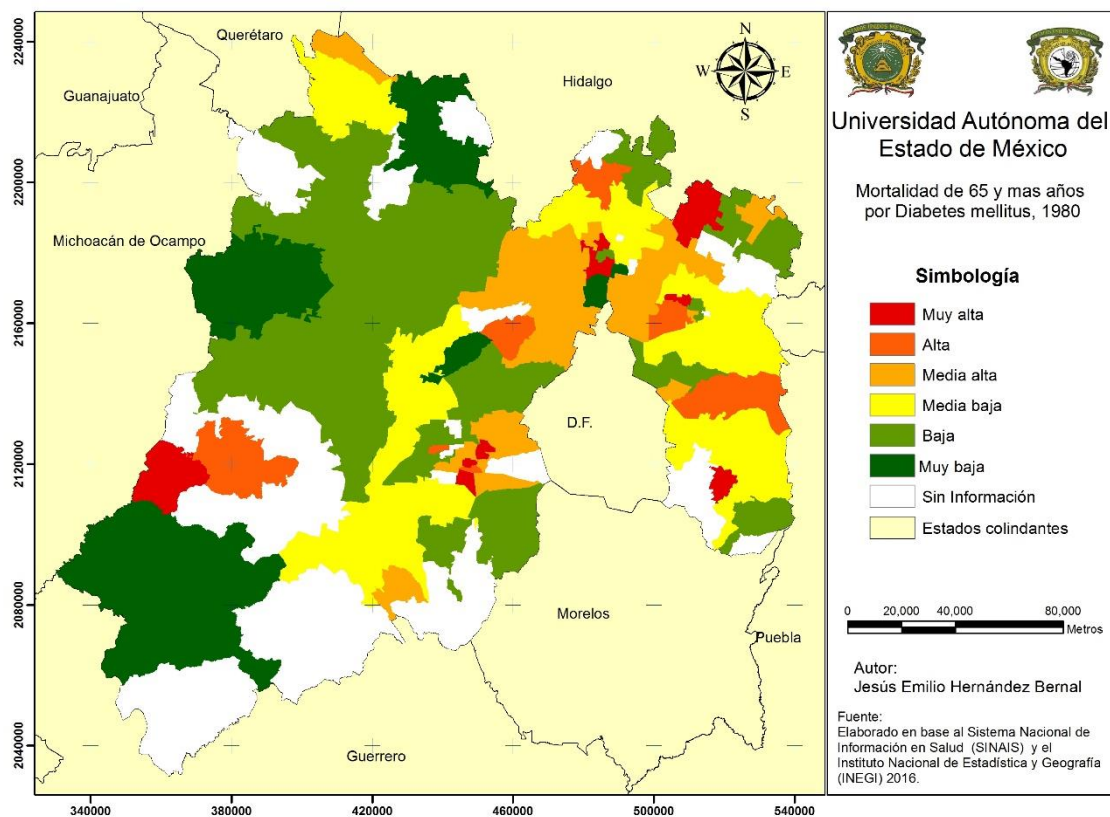 2240000
2200000
2160000
2120000
2080000
2040000
340000
380000
420000
460000
500000
540000
Querétaro
Guanajuato
Hidalgo
Michoacán de Ocampo
D.F.
Morelos
Puebla
Guerrero
N
W
E
S
Universidad Autónoma del
Estado de México
Mortalidad de 65 y mas años
por Diabetes mellitus, 1980
Simbología
Muy alta
Alta
Media alta
Media baja
Baja
Muy baja
Sin Información
Estados colindantes
0 20,000 40,000 80,000
Metros
Autor:
Jesús Emilio Hernández Bernal
Fuente:
Elaborado en base al Sistema Nacional de
Información en Salud (SINAIS) y el
Instituto Nacional de Estadística y Geografía
(INEGI) 2016.